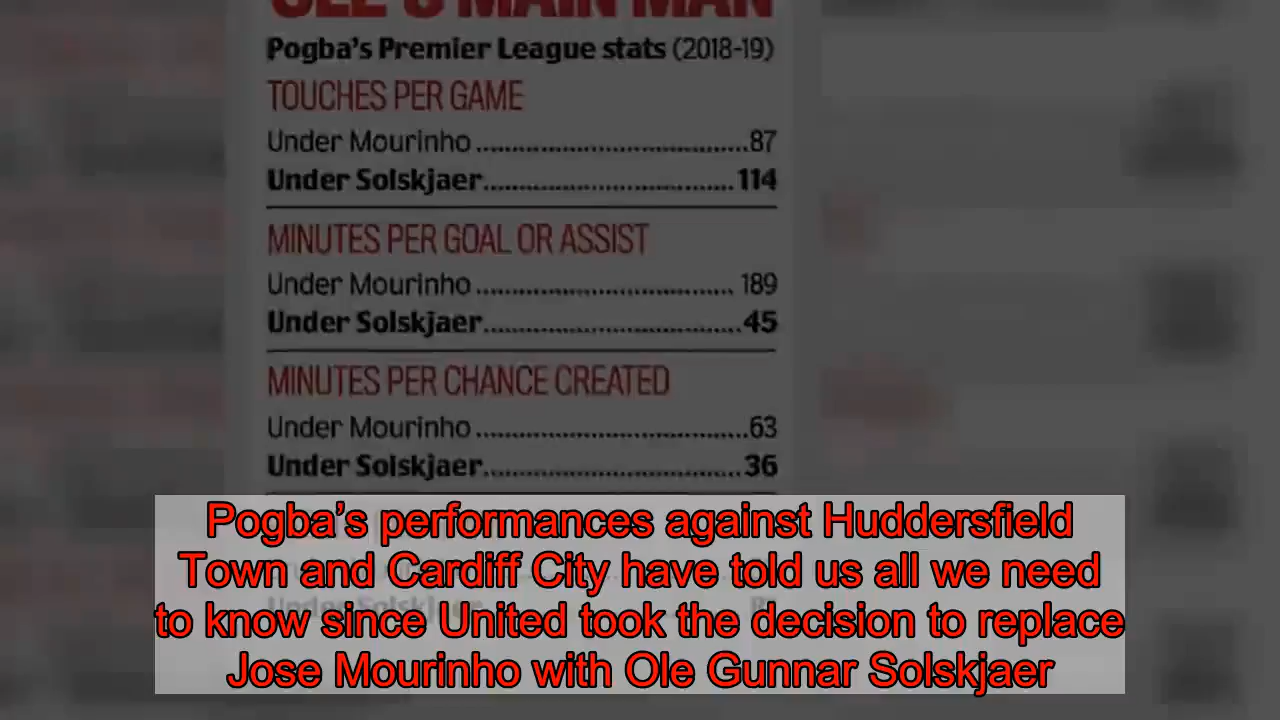 OLE'S MAIN MAN
Pogba's Premier League stats (2018-19)
TOUCHES PER GAME
Under Mourinho 87
Under Solskjaer 114
MINUTES PER GOAL OR ASSIST
Under Mourinho 189
Under Solskjaer 45
MINUTES PER CHANCE CREATED
Under Mourinho 63
Under Solskjaer 36
Pogba’s performances against Huddersfield
Town and Cardiff City have told us all we need
to know since United took the decision to replace
Jose Mourinho with Ole Gunnar Solskjaer